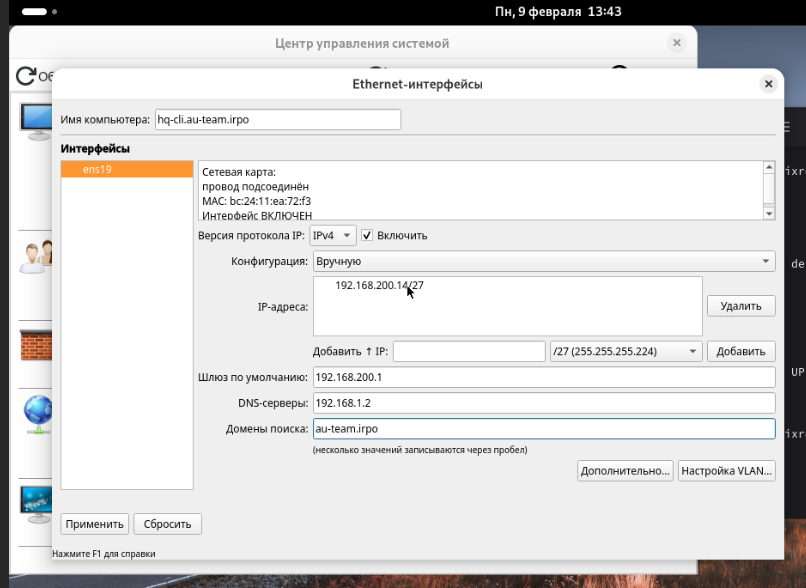 Пн, 9 февраля 13:43
Центр управления системой
Ethernet-интерфейсы
Имя компьютера: hq-cli.au-team.irpo
Интерфейсы
ens19
Сетевая карта:
провод подсоединён
MAC: bc:24:11:ea:72:f3
Интерфейс ВКЛЮЧЕН
Версия протокола IP: IPv4 Включить
Конфигурация: Вручную
IP-адреса: 192.168.200.14/27
Удалить
Добавить ↑ IP: /27 (255.255.255.224) Добавить
Шлюз по умолчанию: 192.168.200.1
DNS-серверы: 192.168.1.2
Домены поиска: au-team.irpo
(несколько значений записываются через пробел)
Дополнительно... Настройка VLAN...
Применить Сбросить
Нажмите F1 для справки
ixr
de
UP
ixr